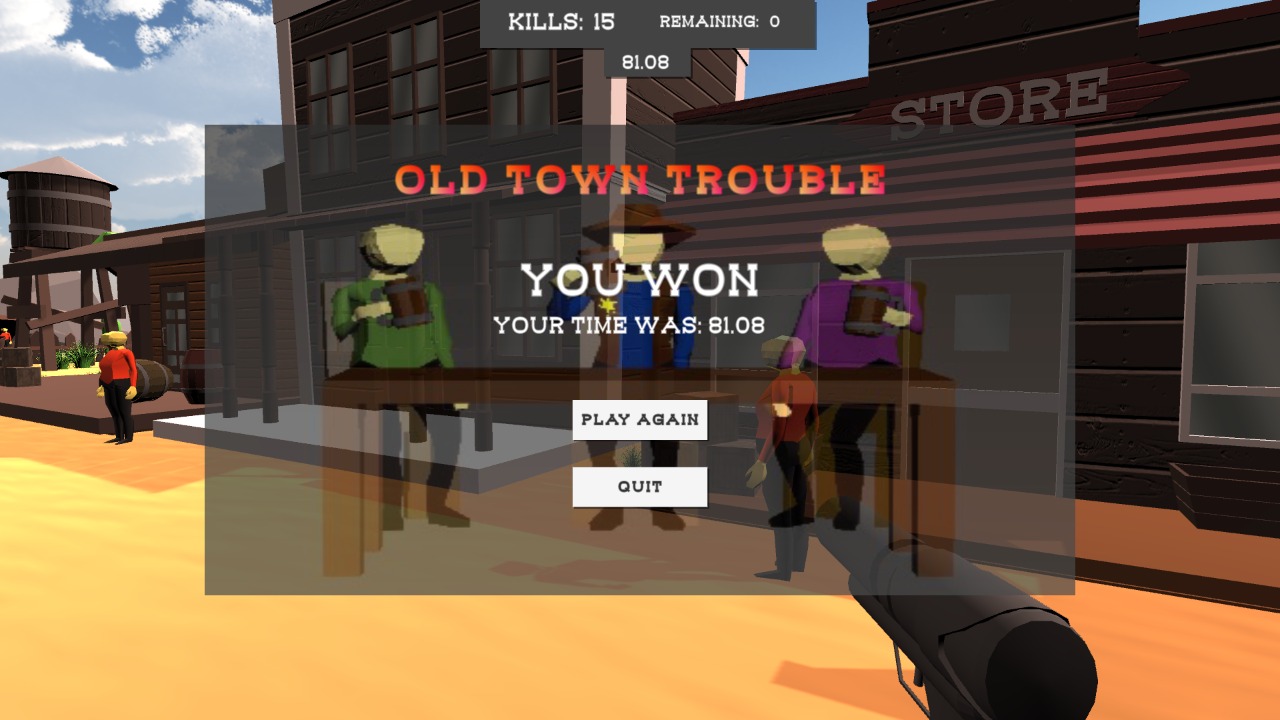 KILLS: 15 REMAINING: 0
81.08
STORE
OLD TOWN TROUBLE
YOU WON
YOUR TIME WAS: 81.08
PLAY AGAIN
QUIT